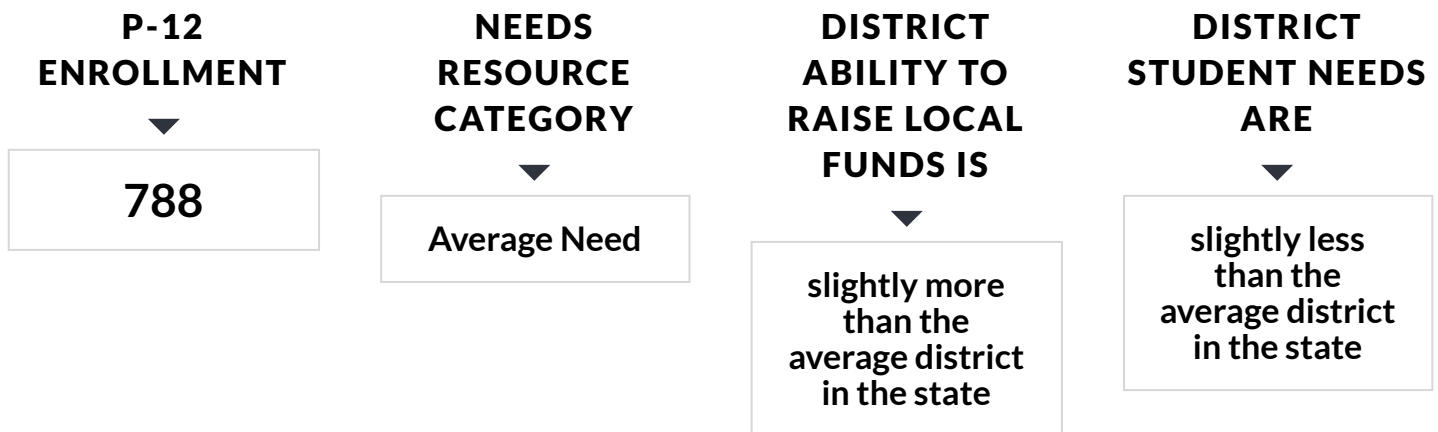 P-12
ENROLLMENT
788
NEEDS
RESOURCE
CATEGORY
Average Need
DISTRICT
ABILITY TO
RAISE LOCAL
FUNDS IS
slightly more
than the
average district
in the state
DISTRICT
STUDENT NEEDS
ARE
slightly less
than the
average district
in the state